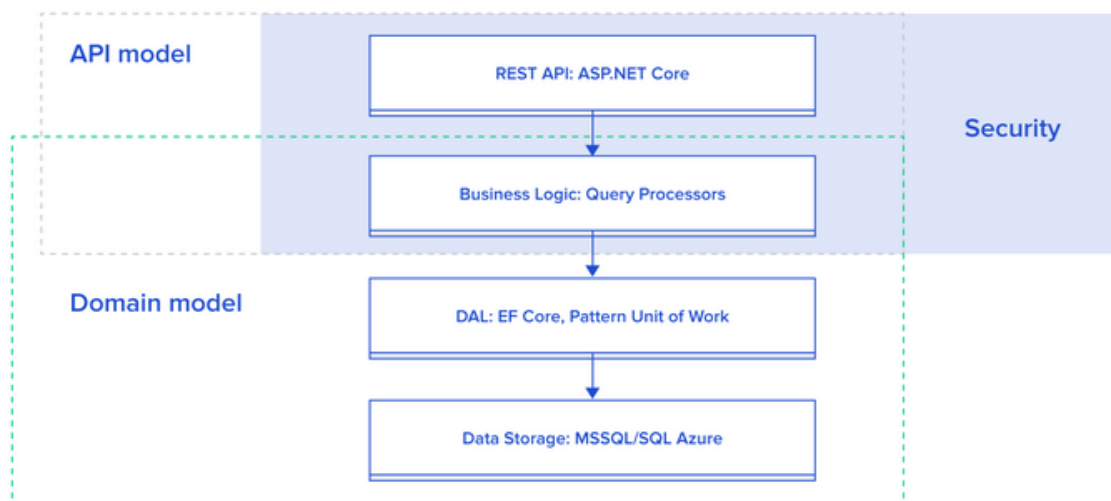 API model
REST API: ASP.NET Core
Security
Business Logic: Query Processors
Domain model
DAL: EF Core, Pattern Unit of Work
Data Storage: MSSQL/SQL Azure